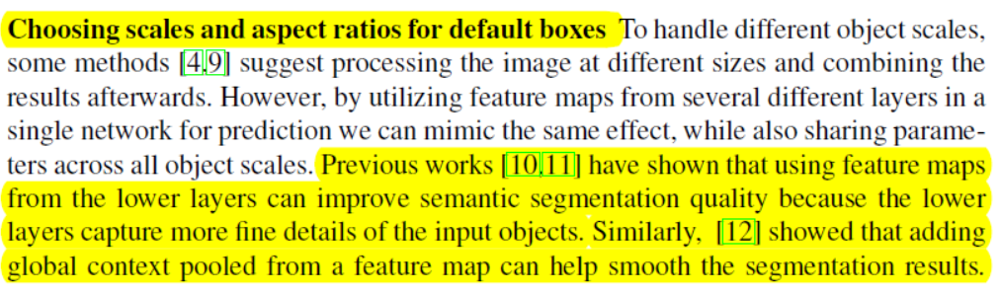 Choosing scales and aspect ratios for default boxes To handle different object scales,
some methods [4,9] suggest processing the image at different sizes and combining the
results afterwards. However, by utilizing feature maps from several different layers in a
single network for prediction we can mimic the same effect, while also sharing parame-
ters across all object scales. Previous works [10,11] have shown that using feature maps
from the lower layers can improve semantic segmentation quality because the lower
layers capture more fine details of the input objects. Similarly, [12] showed that adding
global context pooled from a feature map can help smooth the segmentation results.